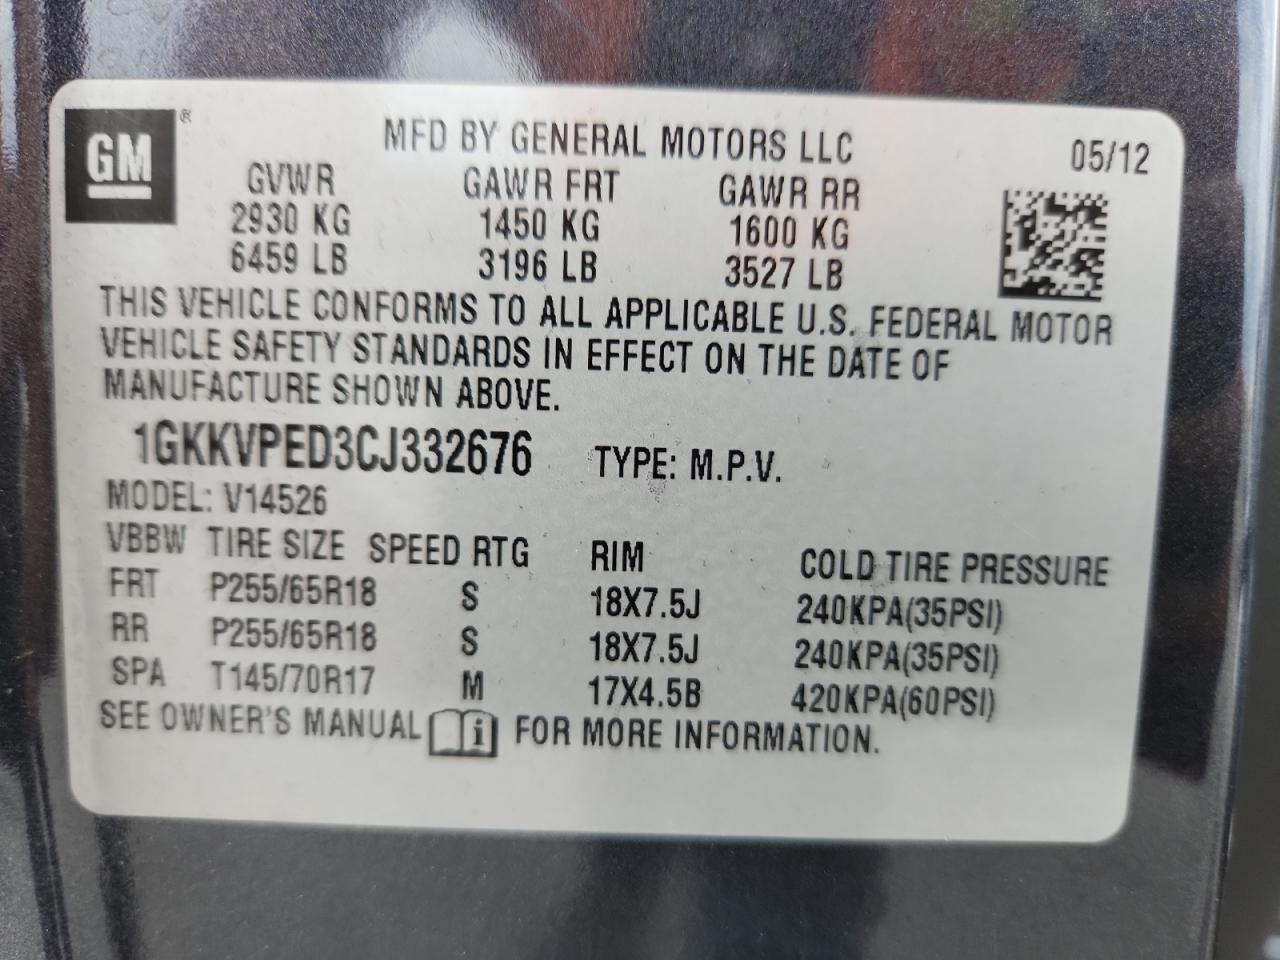 GM ®
MFD BY GENERAL MOTORS LLC 05/12
GVWR GAWR FRT GAWR RR
2930 KG 1450 KG 1600 KG
6459 LB 3196 LB 3527 LB
THIS VEHICLE CONFORMS TO ALL APPLICABLE U.S. FEDERAL MOTOR
VEHICLE SAFETY STANDARDS IN EFFECT ON THE DATE OF
MANUFACTURE SHOWN ABOVE.
1GKKVPED3CJ332676 TYPE: M.P.V.
MODEL: V14526
VBBW TIRE SIZE SPEED RTG RIM COLD TIRE PRESSURE
FRT P255/65R18 S 18X7.5J 240KPA(35PSI)
RR P255/65R18 S 18X7.5J 240KPA(35PSI)
SPA T145/70R17 M 17X4.5B 420KPA(60PSI)
SEE OWNER'S MANUAL i FOR MORE INFORMATION.